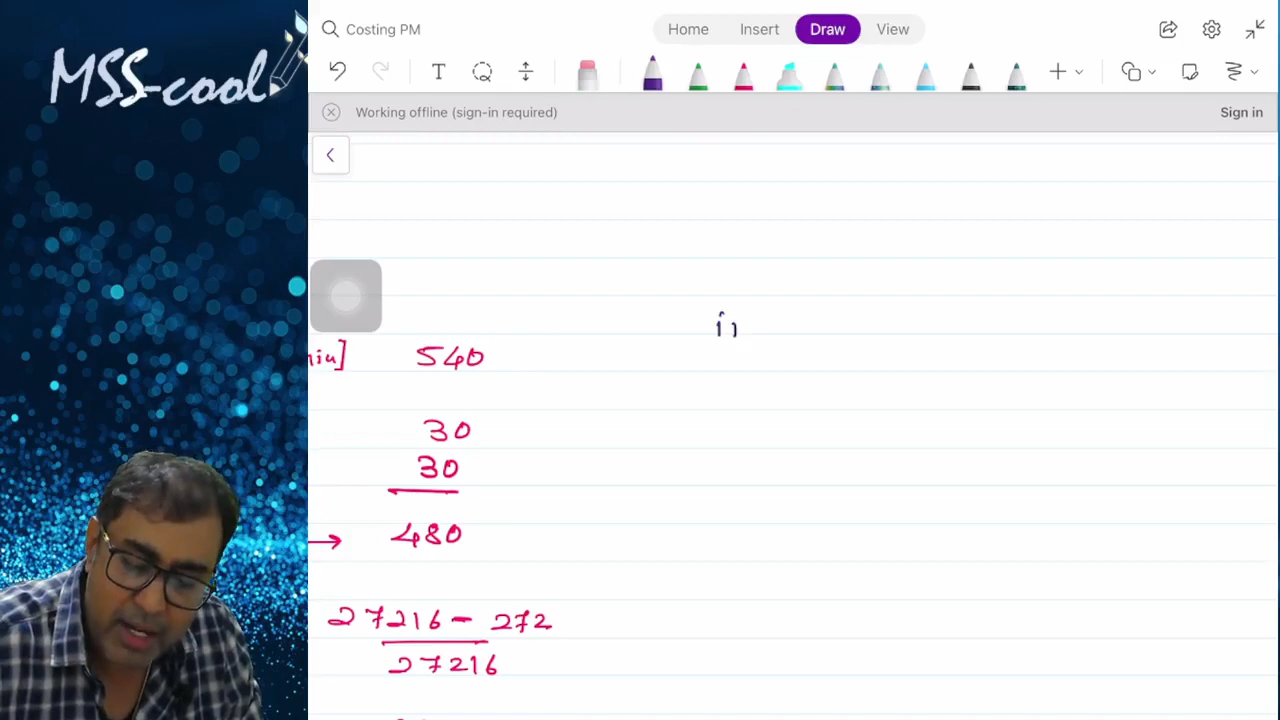 MSS-cool
Costing PM
Home Insert Draw View
T
Working offline (sign-in required)
Sign in
540
30
30
→ 480
27216 - 272
27216